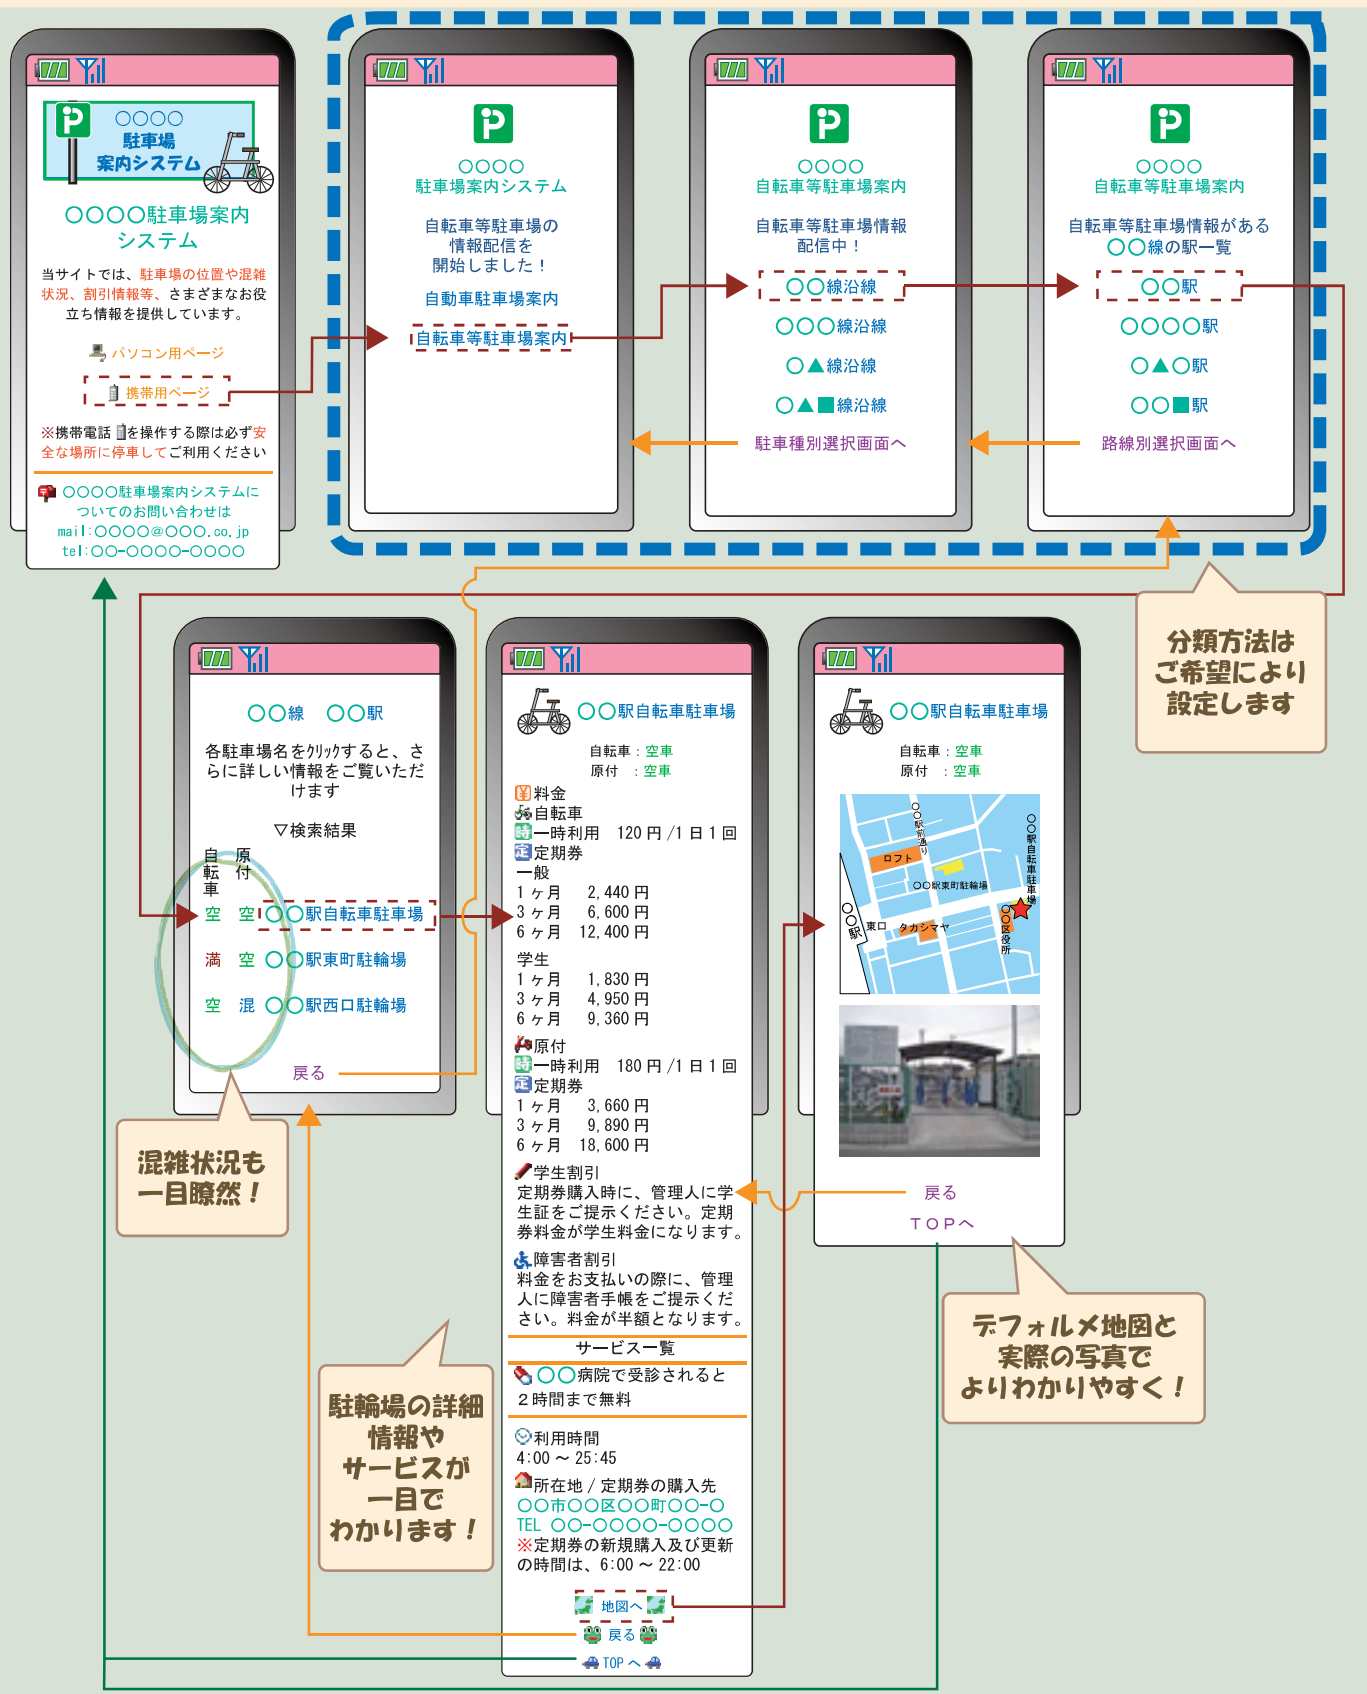 ○○○○
駐車場
案内システム
○○○○駐車場案内
システム
当サイトでは、駐車場の位置や混雑
状況、割引情報等、さまざまなお役
立ち情報を提供しています。
パソコン用ページ
携帯用ページ
※携帯電話を操作する際は必ず安
全な場所に停車してご利用ください
○○○○駐車場案内システムに
ついてのお問い合わせは
mail:○○○○@○○○.co.jp
tel:○○-○○○○-○○○○
○○○○
駐車場案内システム
自転車等駐車場の
情報配信を
開始しました！
自動車駐車場案内
自転車等駐車場案内
○○○○
自転車等駐車場案内
自転車等駐車場情報
配信中！
○○線沿線
○○○線沿線
○▲線沿線
○▲■線沿線
駐車種別選択画面へ
○○○○
自転車等駐車場案内
自転車等駐車場情報がある
○○線の駅一覧
○○駅
○○○○駅
○▲○駅
○○■駅
路線別選択画面へ
分類方法は
ご希望により
設定します
○○線　○○駅
各駐車場名をｸﾘｯｸすると、さ
らに詳しい情報をご覧いただ
けます
▽検索結果
自転車　原付
空　空　○○駅自転車駐車場
満　空　○○駅東町駐輪場
空　混　○○駅西口駐輪場
戻る
混雑状況も
一目瞭然！
○○駅自転車駐車場
自転車：空車
原付　：空車
¥料金
自転車
時一時利用　120円/1日1回
定定期券
一般
1ヶ月　2,440円
3ヶ月　6,600円
6ヶ月　12,400円
学生
1ヶ月　1,830円
3ヶ月　4,950円
6ヶ月　9,360円
原付
時一時利用　180円/1日1回
定定期券
1ヶ月　3,660円
3ヶ月　9,890円
6ヶ月　18,600円
学生割引
定期券購入時に、管理人に学
生証をご提示ください。定期
券料金が学生料金になります。
障害者割引
料金をお支払いの際に、管理
人に障害者手帳をご提示くだ
さい。料金が半額となります。
サービス一覧
○○病院で受診されると
２時間まで無料
利用時間
4:00～25:45
所在地/定期券の購入先
○○市○○区○○町○○-○
TEL ○○-○○○○-○○○○
※定期券の新規購入及び更新
の時間は、6:00～22:00
地図へ
戻る
TOPへ
駐輪場の詳細
情報や
サービスが
一目で
わかります！
○○駅自転車駐車場
自転車：空車
原付　：空車
○○駅前通り
○○駅自転車駐車場
ロフト
○○駅東町駐輪場
○○駅
東口
タカシマヤ
○○区役所
戻る
ＴＯＰへ
デフォルメ地図と
実際の写真で
よりわかりやすく！